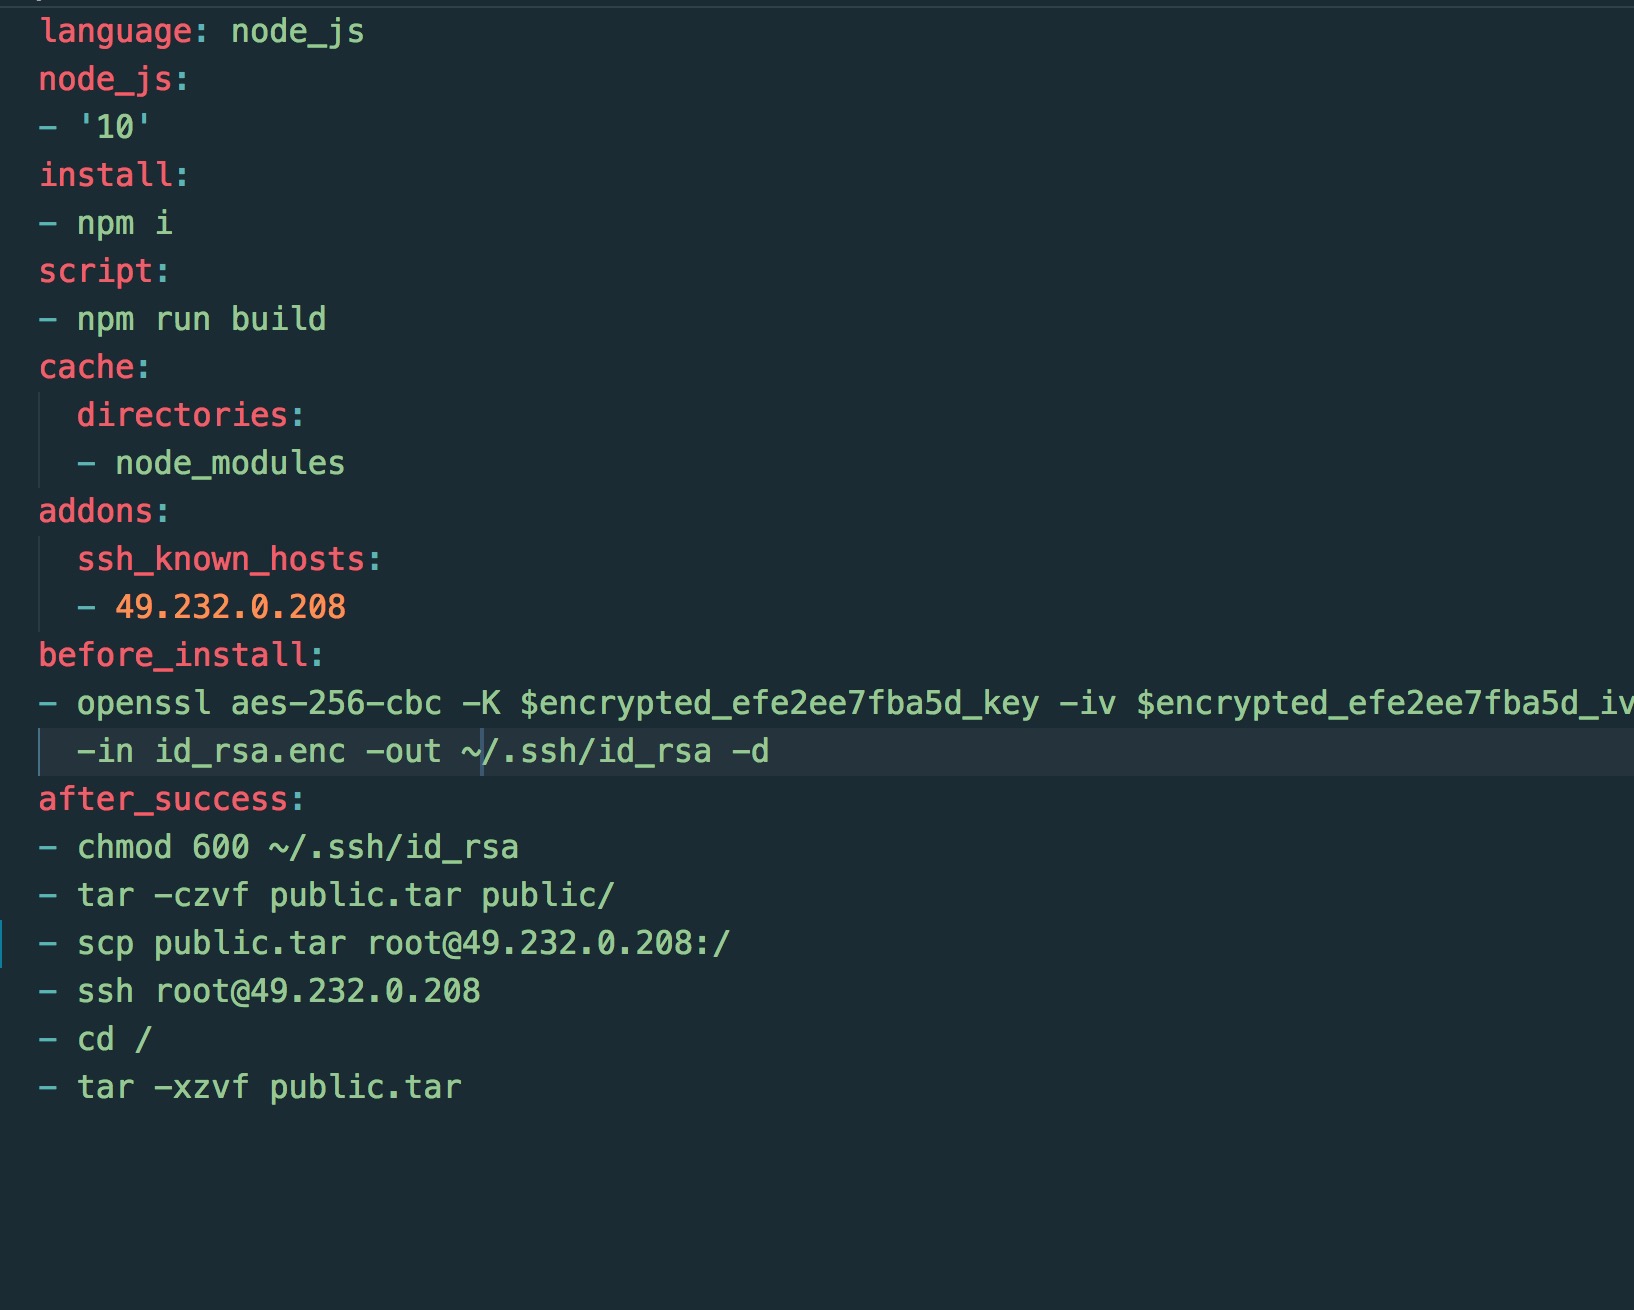 language: node_js
node_js:
- '10'
install:
- npm i
script:
- npm run build
cache:
  directories:
  - node_modules
addons:
  ssh_known_hosts:
  - 49.232.0.208
before_install:
- openssl aes-256-cbc -K $encrypted_efe2ee7fba5d_key -iv $encrypted_efe2ee7fba5d_iv
  -in id_rsa.enc -out ~/.ssh/id_rsa -d
after_success:
- chmod 600 ~/.ssh/id_rsa
- tar -czvf public.tar public/
- scp public.tar root@49.232.0.208:/
- ssh root@49.232.0.208
- cd /
- tar -xzvf public.tar